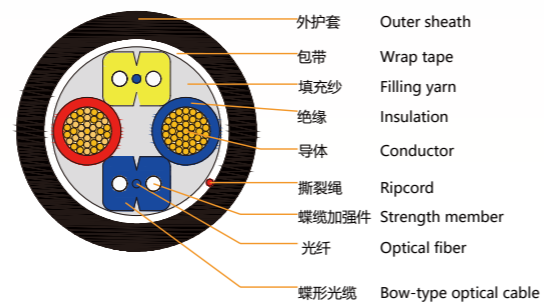 外护套 Outer sheath
包带 Wrap tape
填充纱 Filling yarn
绝缘 Insulation
导体 Conductor
撕裂绳 Ripcord
蝶缆加强件 Strength member
光纤 Optical fiber
蝶形光缆 Bow-type optical cable